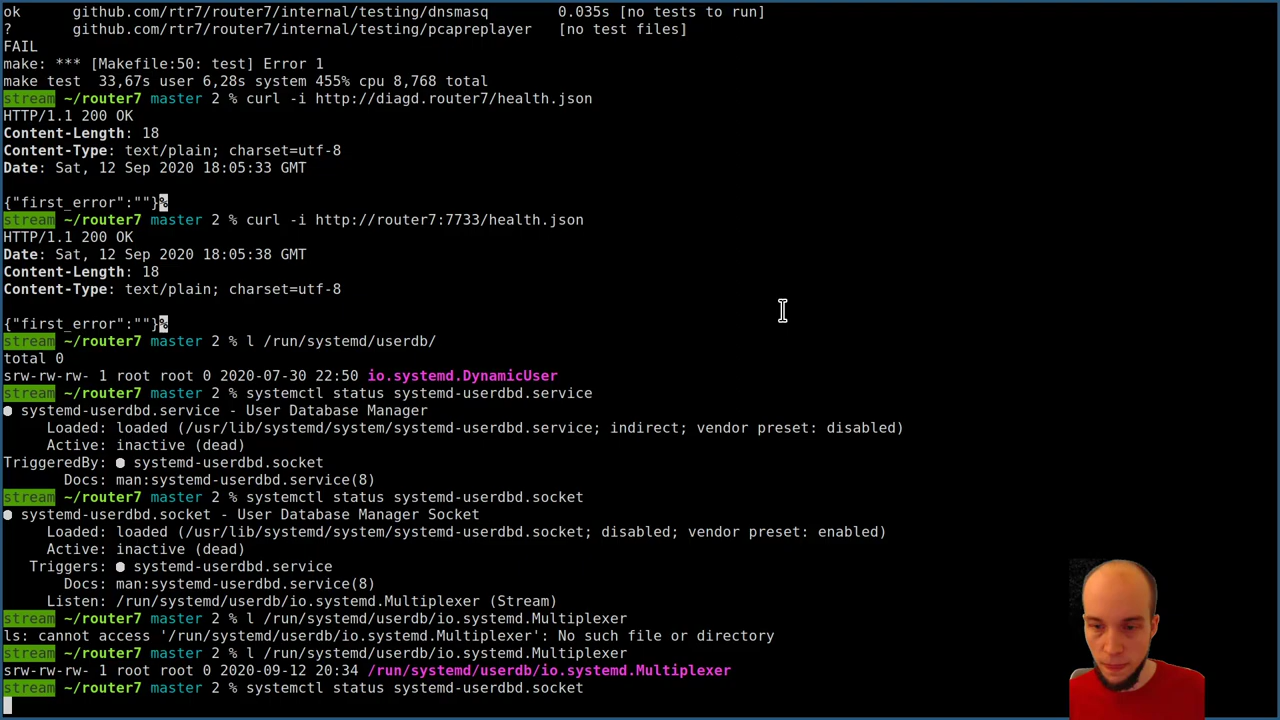 ok      github.com/rtr7/router7/internal/testing/dnsmasq        0.035s [no tests to run]
?       github.com/rtr7/router7/internal/testing/pcapreplayer   [no test files]
FAIL
make: *** [Makefile:50: test] Error 1
make test  33,67s user 6,28s system 455% cpu 8,768 total
stream ~/router7 master 2 % curl -i http://diagd.router7/health.json
HTTP/1.1 200 OK
Content-Length: 18
Content-Type: text/plain; charset=utf-8
Date: Sat, 12 Sep 2020 18:05:33 GMT
{"first_error":""}%
stream ~/router7 master 2 % curl -i http://router7:7733/health.json
HTTP/1.1 200 OK
Date: Sat, 12 Sep 2020 18:05:38 GMT
Content-Length: 18
Content-Type: text/plain; charset=utf-8
{"first_error":""}%
stream ~/router7 master 2 % l /run/systemd/userdb/
total 0
srw-rw-rw- 1 root root 0 2020-07-30 22:50 io.systemd.DynamicUser
stream ~/router7 master 2 % systemctl status systemd-userdbd.service
● systemd-userdbd.service - User Database Manager
     Loaded: loaded (/usr/lib/systemd/system/systemd-userdbd.service; indirect; vendor preset: disabled)
     Active: inactive (dead)
TriggeredBy: ● systemd-userdbd.socket
       Docs: man:systemd-userdbd.service(8)
stream ~/router7 master 2 % systemctl status systemd-userdbd.socket
● systemd-userdbd.socket - User Database Manager Socket
     Loaded: loaded (/usr/lib/systemd/system/systemd-userdbd.socket; disabled; vendor preset: enabled)
     Active: inactive (dead)
   Triggers: ● systemd-userdbd.service
       Docs: man:systemd-userdbd.service(8)
     Listen: /run/systemd/userdb/io.systemd.Multiplexer (Stream)
stream ~/router7 master 2 % l /run/systemd/userdb/io.systemd.Multiplexer
ls: cannot access '/run/systemd/userdb/io.systemd.Multiplexer': No such file or directory
stream ~/router7 master 2 % l /run/systemd/userdb/io.systemd.Multiplexer
srw-rw-rw- 1 root root 0 2020-09-12 20:34 /run/systemd/userdb/io.systemd.Multiplexer
stream ~/router7 master 2 % systemctl status systemd-userdbd.socket